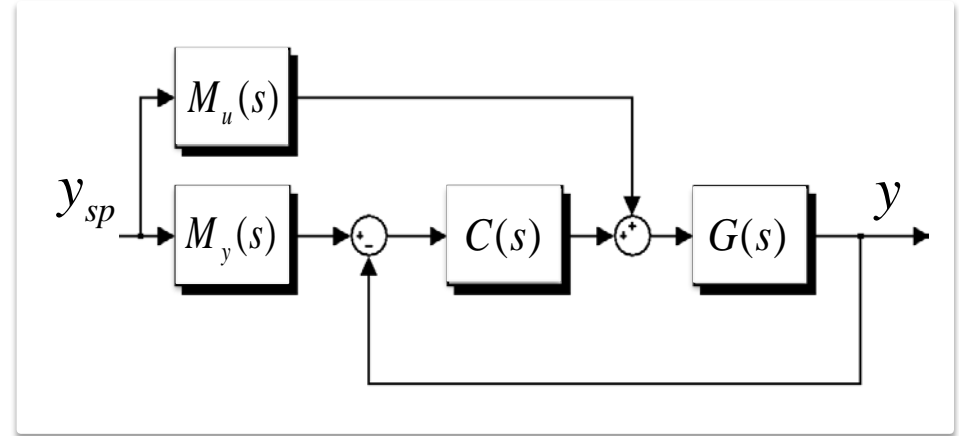 M_u(s)
y_sp
M_y(s)
+
-
C(s)
+
+
G(s)
y